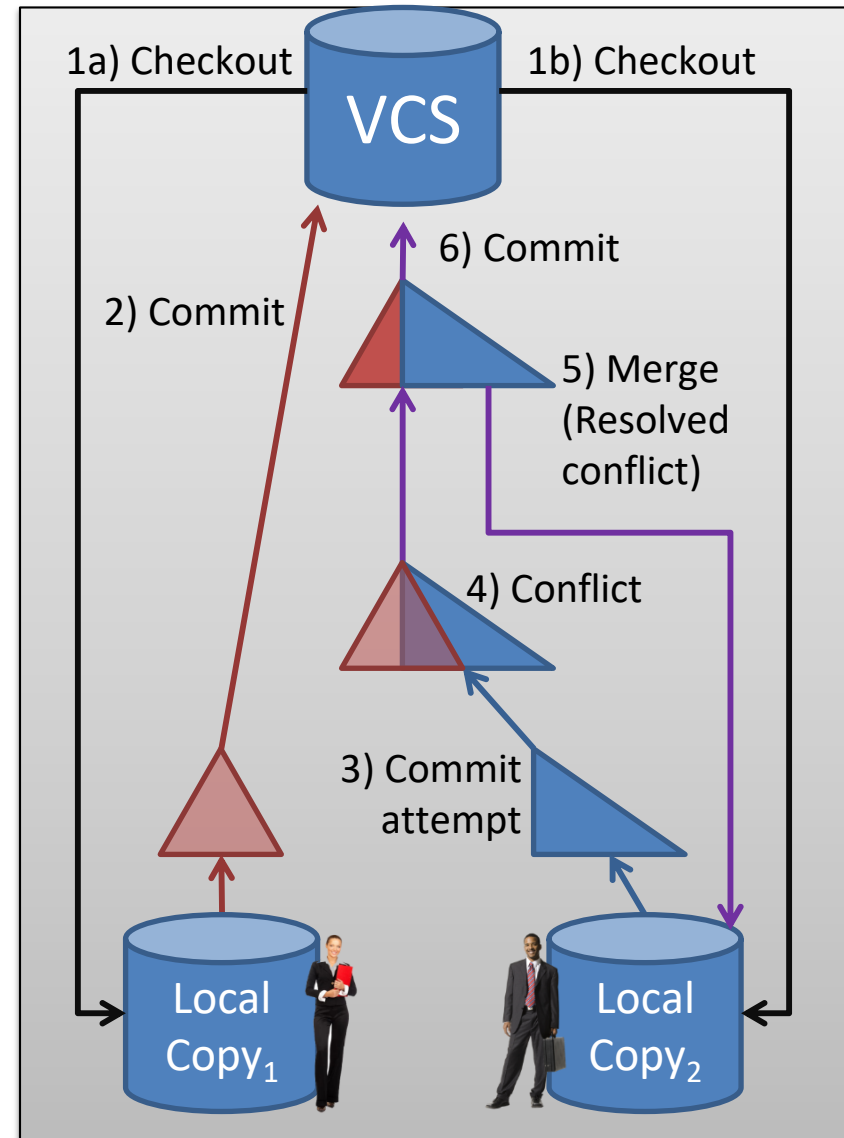 1a) Checkout
1b) Checkout
VCS
6) Commit
2) Commit
5) Merge
(Resolved
conflict)
4) Conflict
3) Commit
attempt
Local
Copy₁
Local
Copy₂